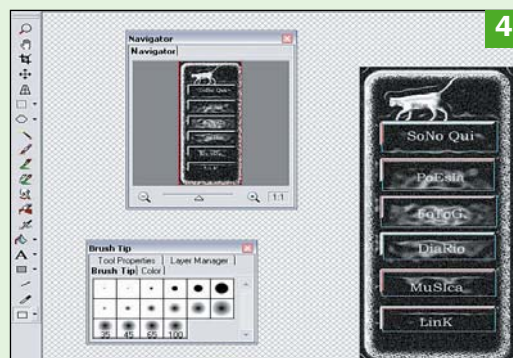 4
Navigator
Navigator
1:1
Brush Tip
Tool Properties
Layer Manager
Brush Tip
Color
35 45 65 100
A
SoNo Qui
PoEsia
FoToG.
DiaRio
MuSIca
LinK